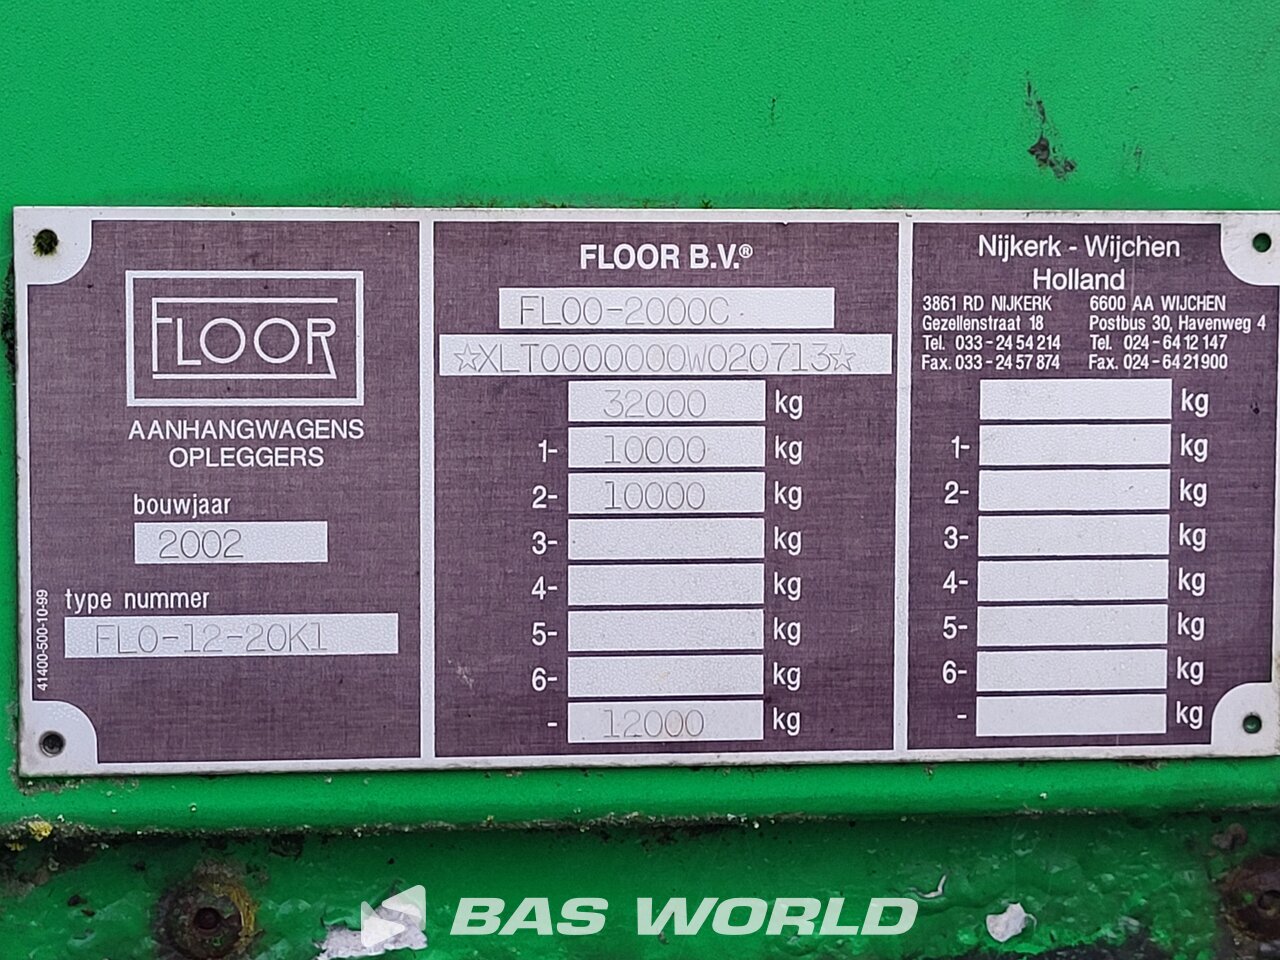 FLOOR
AANHANGWAGENS
OPLEGGERS
bouwjaar
2002
type nummer
FLO-12-20K1
41400-500-10-99
FLOOR B.V.®
FL00-2000C
☆XLT0000000W020713☆
32000 kg
1- 10000 kg
2- 10000 kg
3- kg
4- kg
5- kg
6- kg
- 12000 kg
Nijkerk - Wijchen
Holland
3861 RD NIJKERK 6600 AA WIJCHEN
Gezellenstraat 18 Postbus 30, Havenweg 4
Tel. 033-24 54 214 Tel. 024-64 12 147
Fax. 033-24 57 874 Fax. 024-64 21900
kg
1- kg
2- kg
3- kg
4- kg
5- kg
6- kg
- kg
BAS WORLD